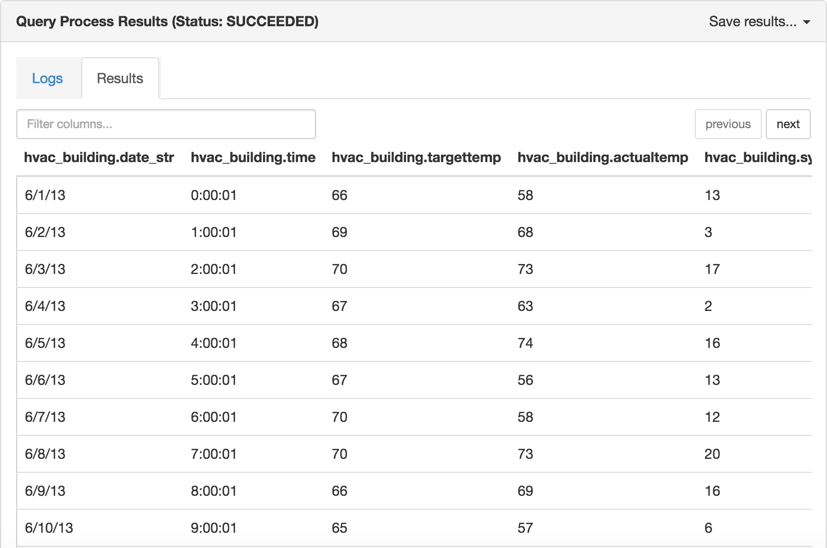 Query Process Results (Status: SUCCEEDED) Save results...
Logs Results
Filter columns... previous next
hvac_building.date_str hvac_building.time hvac_building.targettemp hvac_building.actualtemp hvac_building.sy
6/1/13 0:00:01 66 58 13
6/2/13 1:00:01 69 68 3
6/3/13 2:00:01 70 73 17
6/4/13 3:00:01 67 63 2
6/5/13 4:00:01 68 74 16
6/6/13 5:00:01 67 56 13
6/7/13 6:00:01 70 58 12
6/8/13 7:00:01 70 73 20
6/9/13 8:00:01 66 69 16
6/10/13 9:00:01 65 57 6